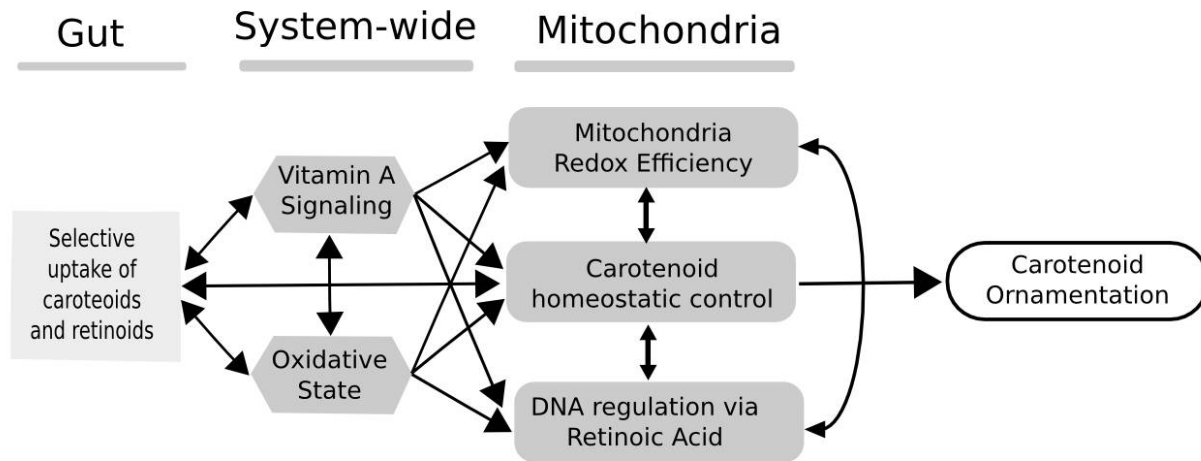 Gut
System-wide
Mitochondria
Selective
uptake of
caroteoids
and retinoids
Vitamin A
Signaling
Oxidative
State
Mitochondria
Redox Efficiency
Carotenoid
homeostatic control
DNA regulation via
Retinoic Acid
Carotenoid
Ornamentation